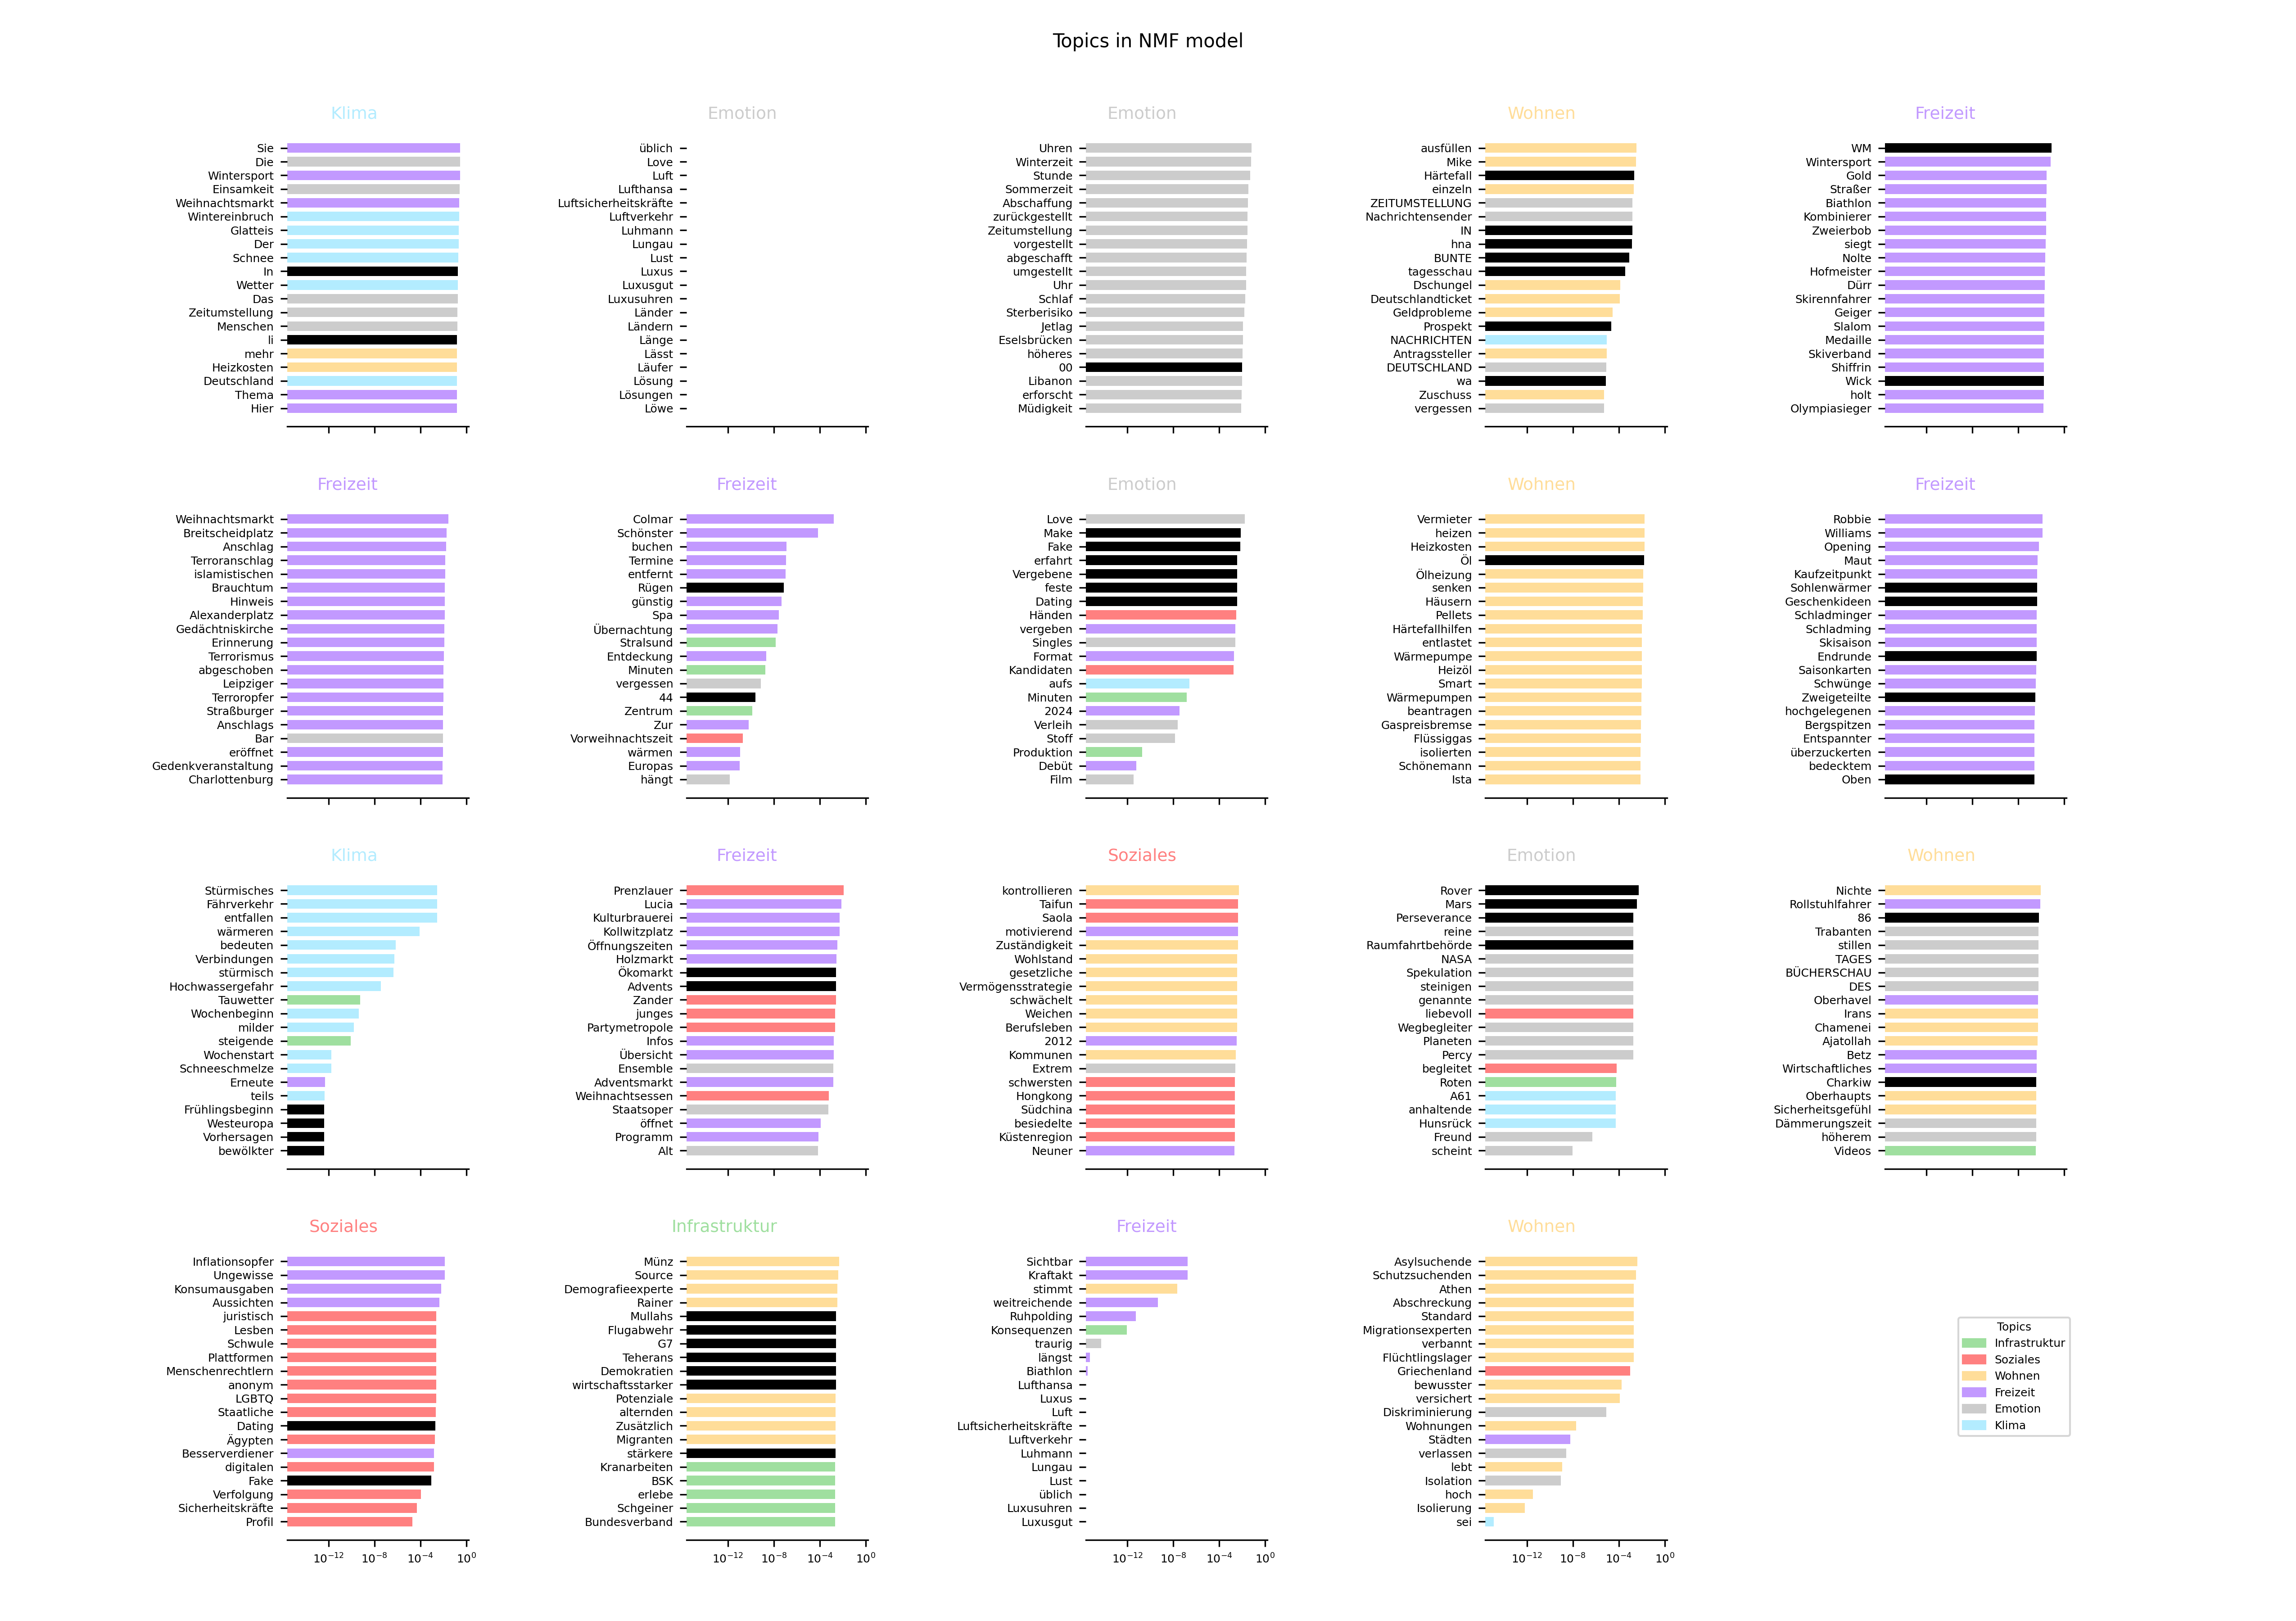 Topics in NMF model
Klima
Sie
Die
Wintersport
Einsamkeit
Weihnachtsmarkt
Wintereinbruch
Glatteis
Der
Schnee
In
Wetter
Das
Zeitumstellung
Menschen
li
mehr
Heizkosten
Deutschland
Thema
Hier
Emotion
üblich
Love
Luft
Lufthansa
Luftsicherheitskräfte
Luftverkehr
Luhmann
Lungau
Lust
Luxus
Luxusgut
Luxusuhren
Länder
Ländern
Länge
Lässt
Läufer
Lösung
Lösungen
Löwe
Emotion
Uhren
Winterzeit
Stunde
Sommerzeit
Abschaffung
zurückgestellt
Zeitumstellung
vorgestellt
abgeschafft
umgestellt
Uhr
Schlaf
Sterberisiko
Jetlag
Eselsbrücken
höheres
00
Libanon
erforscht
Müdigkeit
Wohnen
ausfüllen
Mike
Härtefall
einzeln
ZEITUMSTELLUNG
Nachrichtensender
IN
hna
BUNTE
tagesschau
Dschungel
Deutschlandticket
Geldprobleme
Prospekt
NACHRICHTEN
Antragssteller
DEUTSCHLAND
wa
Zuschuss
vergessen
Freizeit
WM
Wintersport
Gold
Straßer
Biathlon
Kombinierer
Zweierbob
siegt
Nolte
Hofmeister
Dürr
Skirennfahrer
Geiger
Slalom
Medaille
Skiverband
Shiffrin
Wick
holt
Olympiasieger
Freizeit
Weihnachtsmarkt
Breitscheidplatz
Anschlag
Terroranschlag
islamistischen
Brauchtum
Hinweis
Alexanderplatz
Gedächtniskirche
Erinnerung
Terrorismus
abgeschoben
Leipziger
Terroropfer
Straßburger
Anschlags
Bar
eröffnet
Gedenkveranstaltung
Charlottenburg
Freizeit
Colmar
Schönster
buchen
Termine
entfernt
Rügen
günstig
Spa
Übernachtung
Stralsund
Entdeckung
Minuten
vergessen
44
Zentrum
Zur
Vorweihnachtszeit
wärmen
Europas
hängt
Emotion
Love
Make
Fake
erfahrt
Vergebene
feste
Dating
Händen
vergeben
Singles
Format
Kandidaten
aufs
Minuten
2024
Verleih
Stoff
Produktion
Debüt
Film
Wohnen
Vermieter
heizen
Heizkosten
Öl
Ölheizung
senken
Häusern
Pellets
Härtefallhilfen
entlastet
Wärmepumpe
Heizöl
Smart
Wärmepumpen
beantragen
Gaspreisbremse
Flüssiggas
isolierten
Schönemann
Ista
Freizeit
Robbie
Williams
Opening
Maut
Kaufzeitpunkt
Sohlenwärmer
Geschenkideen
Schladminger
Schladming
Skisaison
Endrunde
Saisonkarten
Schwünge
Zweigeteilte
hochgelegenen
Bergspitzen
Entspannter
überzuckerten
bedecktem
Oben
Klima
Stürmisches
Fährverkehr
entfallen
wärmeren
bedeuten
Verbindungen
stürmisch
Hochwassergefahr
Tauwetter
Wochenbeginn
milder
steigende
Wochenstart
Schneeschmelze
Erneute
teils
Frühlingsbeginn
Westeuropa
Vorhersagen
bewölkter
Freizeit
Prenzlauer
Lucia
Kulturbrauerei
Kollwitzplatz
Öffnungszeiten
Holzmarkt
Ökomarkt
Advents
Zander
junges
Partymetropole
Infos
Übersicht
Ensemble
Adventsmarkt
Weihnachtsessen
Staatsoper
öffnet
Programm
Alt
Soziales
kontrollieren
Taifun
Saola
motivierend
Zuständigkeit
Wohlstand
gesetzliche
Vermögensstrategie
schwächelt
Weichen
Berufsleben
2012
Kommunen
Extrem
schwersten
Hongkong
Südchina
besiedelte
Küstenregion
Neuner
Emotion
Rover
Mars
Perseverance
reine
Raumfahrtbehörde
NASA
Spekulation
steinigen
genannte
liebevoll
Wegbegleiter
Planeten
Percy
begleitet
Roten
A61
anhaltende
Hunsrück
Freund
scheint
Wohnen
Nichte
Rollstuhlfahrer
86
Trabanten
stillen
TAGES
BÜCHERSCHAU
DES
Oberhavel
Irans
Chamenei
Ajatollah
Betz
Wirtschaftliches
Charkiw
Oberhaupts
Sicherheitsgefühl
Dämmerungszeit
höherem
Videos
Soziales
Inflationsopfer
Ungewisse
Konsumausgaben
Aussichten
juristisch
Lesben
Schwule
Plattformen
Menschenrechtlern
anonym
LGBTQ
Staatliche
Dating
Ägypten
Besserverdiener
digitalen
Fake
Verfolgung
Sicherheitskräfte
Profil
10⁻¹² 10⁻⁸ 10⁻⁴ 10⁰
Infrastruktur
Münz
Source
Demografieexperte
Rainer
Mullahs
Flugabwehr
G7
Teherans
Demokratien
wirtschaftsstarker
Potenziale
alternden
Zusätzlich
Migranten
stärkere
Kranarbeiten
BSK
erlebe
Schgeiner
Bundesverband
10⁻¹² 10⁻⁸ 10⁻⁴ 10⁰
Freizeit
Sichtbar
Kraftakt
stimmt
weitreichende
Ruhpolding
Konsequenzen
traurig
längst
Biathlon
Lufthansa
Luxus
Luft
Luftsicherheitskräfte
Luftverkehr
Luhmann
Lungau
Lust
üblich
Luxusuhren
Luxusgut
10⁻¹² 10⁻⁸ 10⁻⁴ 10⁰
Wohnen
Asylsuchende
Schutzsuchenden
Athen
Abschreckung
Standard
Migrationsexperten
verbannt
Flüchtlingslager
Griechenland
bewusster
versichert
Diskriminierung
Wohnungen
Städten
verlassen
lebt
Isolation
hoch
Isolierung
sei
10⁻¹² 10⁻⁸ 10⁻⁴ 10⁰
Topics
Infrastruktur
Soziales
Wohnen
Freizeit
Emotion
Klima